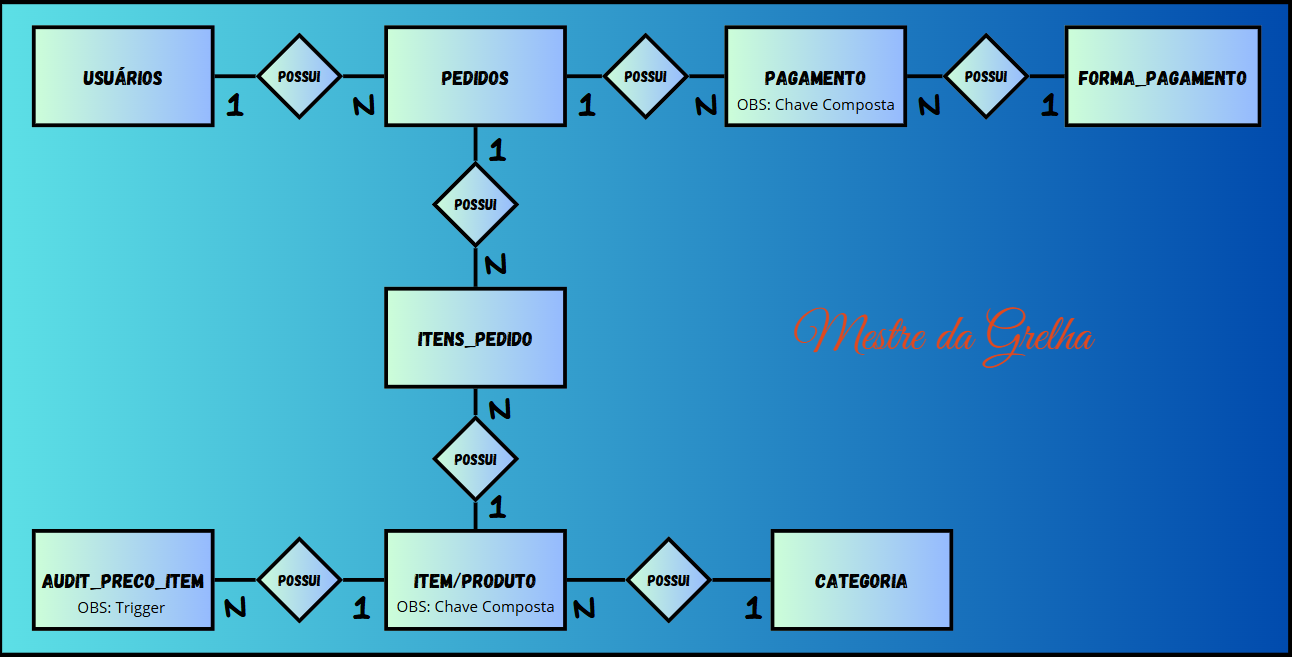 USUÁRIOS
POSSUI
PEDIDOS
POSSUI
PAGAMENTO
OBS: Chave Composta
POSSUI
FORMA_PAGAMENTO
1
N
1
N
N
1
1
POSSUI
N
ITENS_PEDIDO
Mestre da Grelha
N
POSSUI
1
AUDIT_PRECO_ITEM
OBS: Trigger
POSSUI
ITEM/PRODUTO
OBS: Chave Composta
POSSUI
CATEGORIA
N
1
N
1